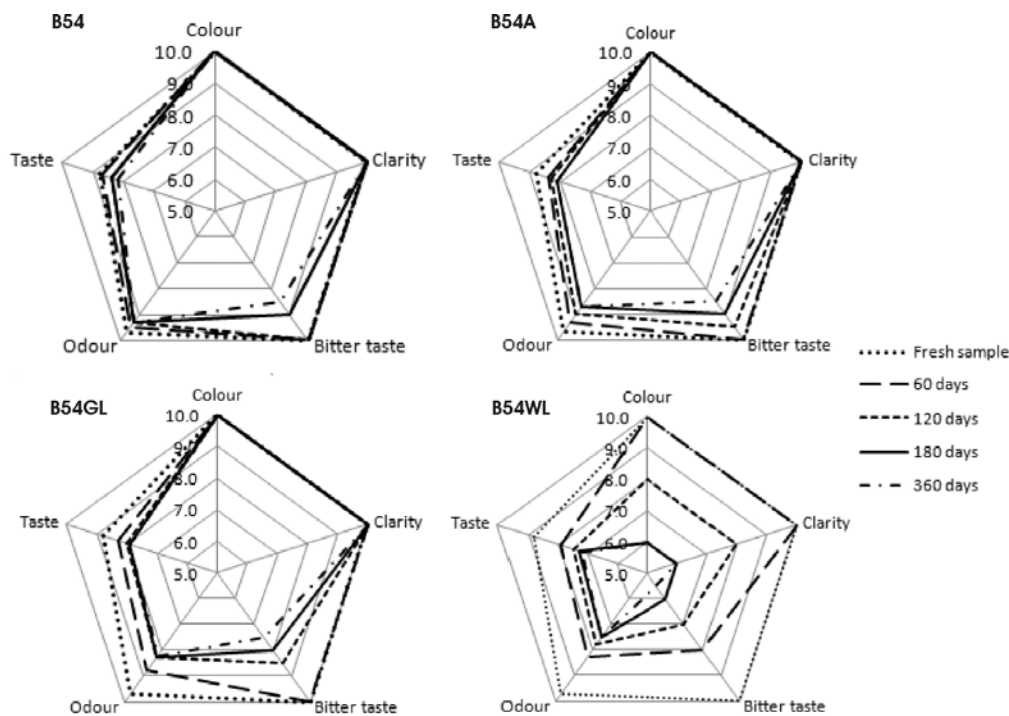 B54
Colour
10.0
9.0
8.0
7.0
6.0
5.0
Taste
Clarity
Odour
Bitter taste
B54A
Colour
10.0
9.0
8.0
7.0
6.0
5.0
Taste
Clarity
Odour
Bitter taste
Fresh sample
60 days
120 days
180 days
360 days
B54GL
Colour
10.0
9.0
8.0
7.0
6.0
5.0
Taste
Clarity
Odour
Bitter taste
B54WL
Colour
10.0
9.0
8.0
7.0
6.0
5.0
Taste
Clarity
Odour
Bitter taste